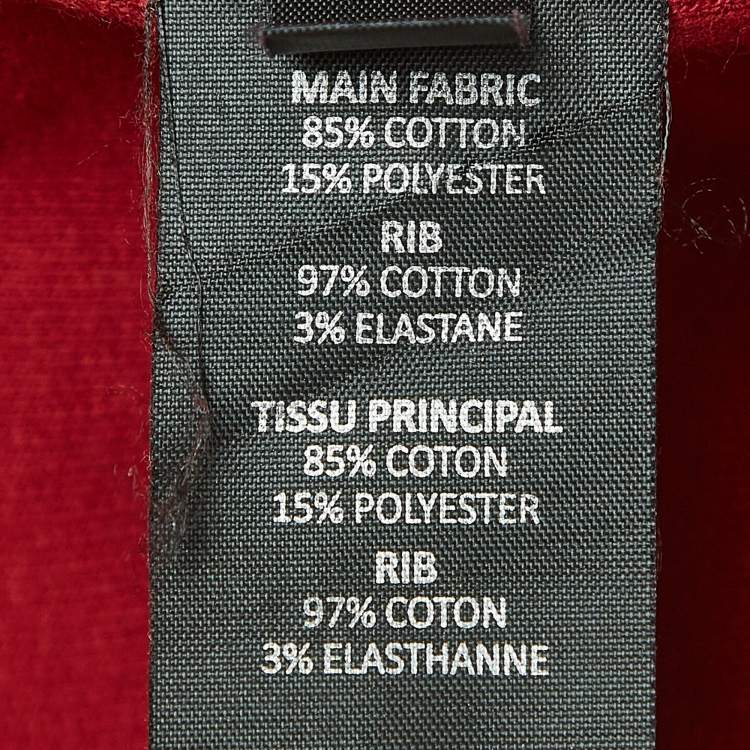 MAIN FABRIC
85% COTTON
15% POLYESTER
RIB
97% COTTON
3% ELASTANE
TISSU PRINCIPAL
85% COTON
15% POLYESTER
RIB
97% COTON
3% ELASTHANNE